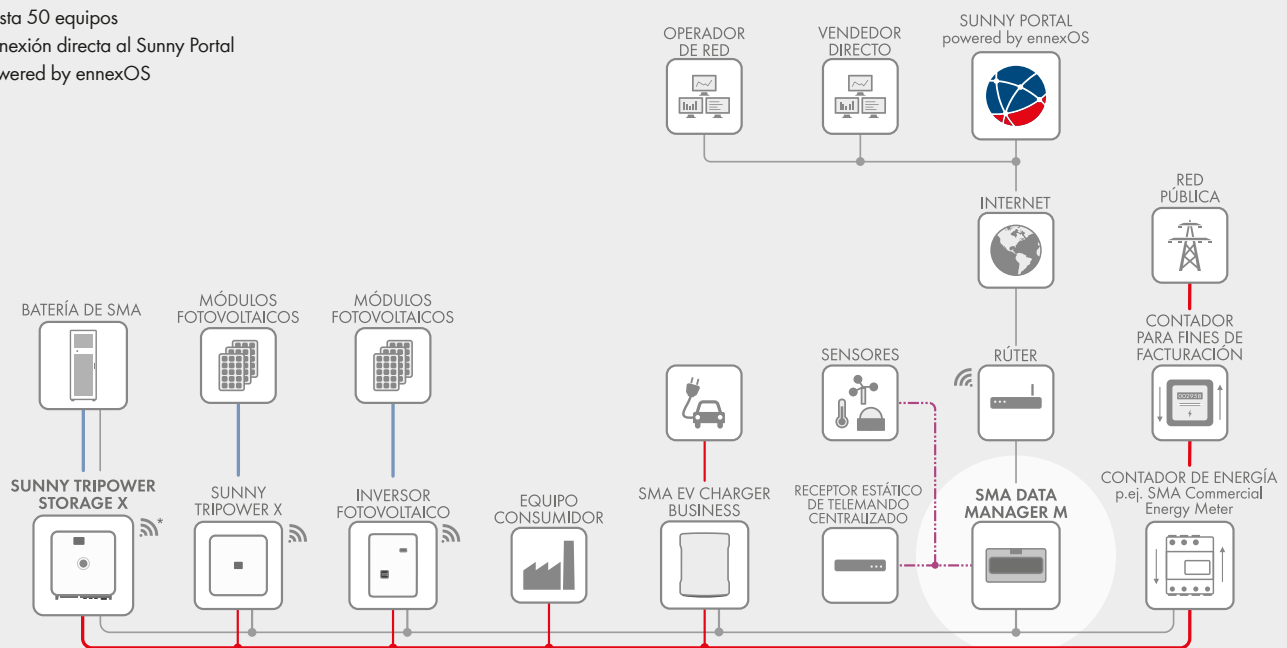 sta 50 equipos
nexión directa al Sunny Portal
wered by ennexOS
OPERADOR
DE RED
VENDEDOR
DIRECTO
SUNNY PORTAL
powered by ennexOS
INTERNET
RED
PÚBLICA
BATERÍA DE SMA
MÓDULOS
FOTOVOLTAICOS
MÓDULOS
FOTOVOLTAICOS
SENSORES
RÚTER
CONTADOR
PARA FINES DE
FACTURACIÓN
SUNNY TRIPOWER
STORAGE X
*
SUNNY
TRIPOWER X
INVERSOR
FOTOVOLTAICO
EQUIPO
CONSUMIDOR
SMA EV CHARGER
BUSINESS
RECEPTOR ESTÁTICO
DE TELEMANDO
CENTRALIZADO
SMA DATA
MANAGER M
CONTADOR DE ENERGÍA
p.ej. SMA Commercial
Energy Meter